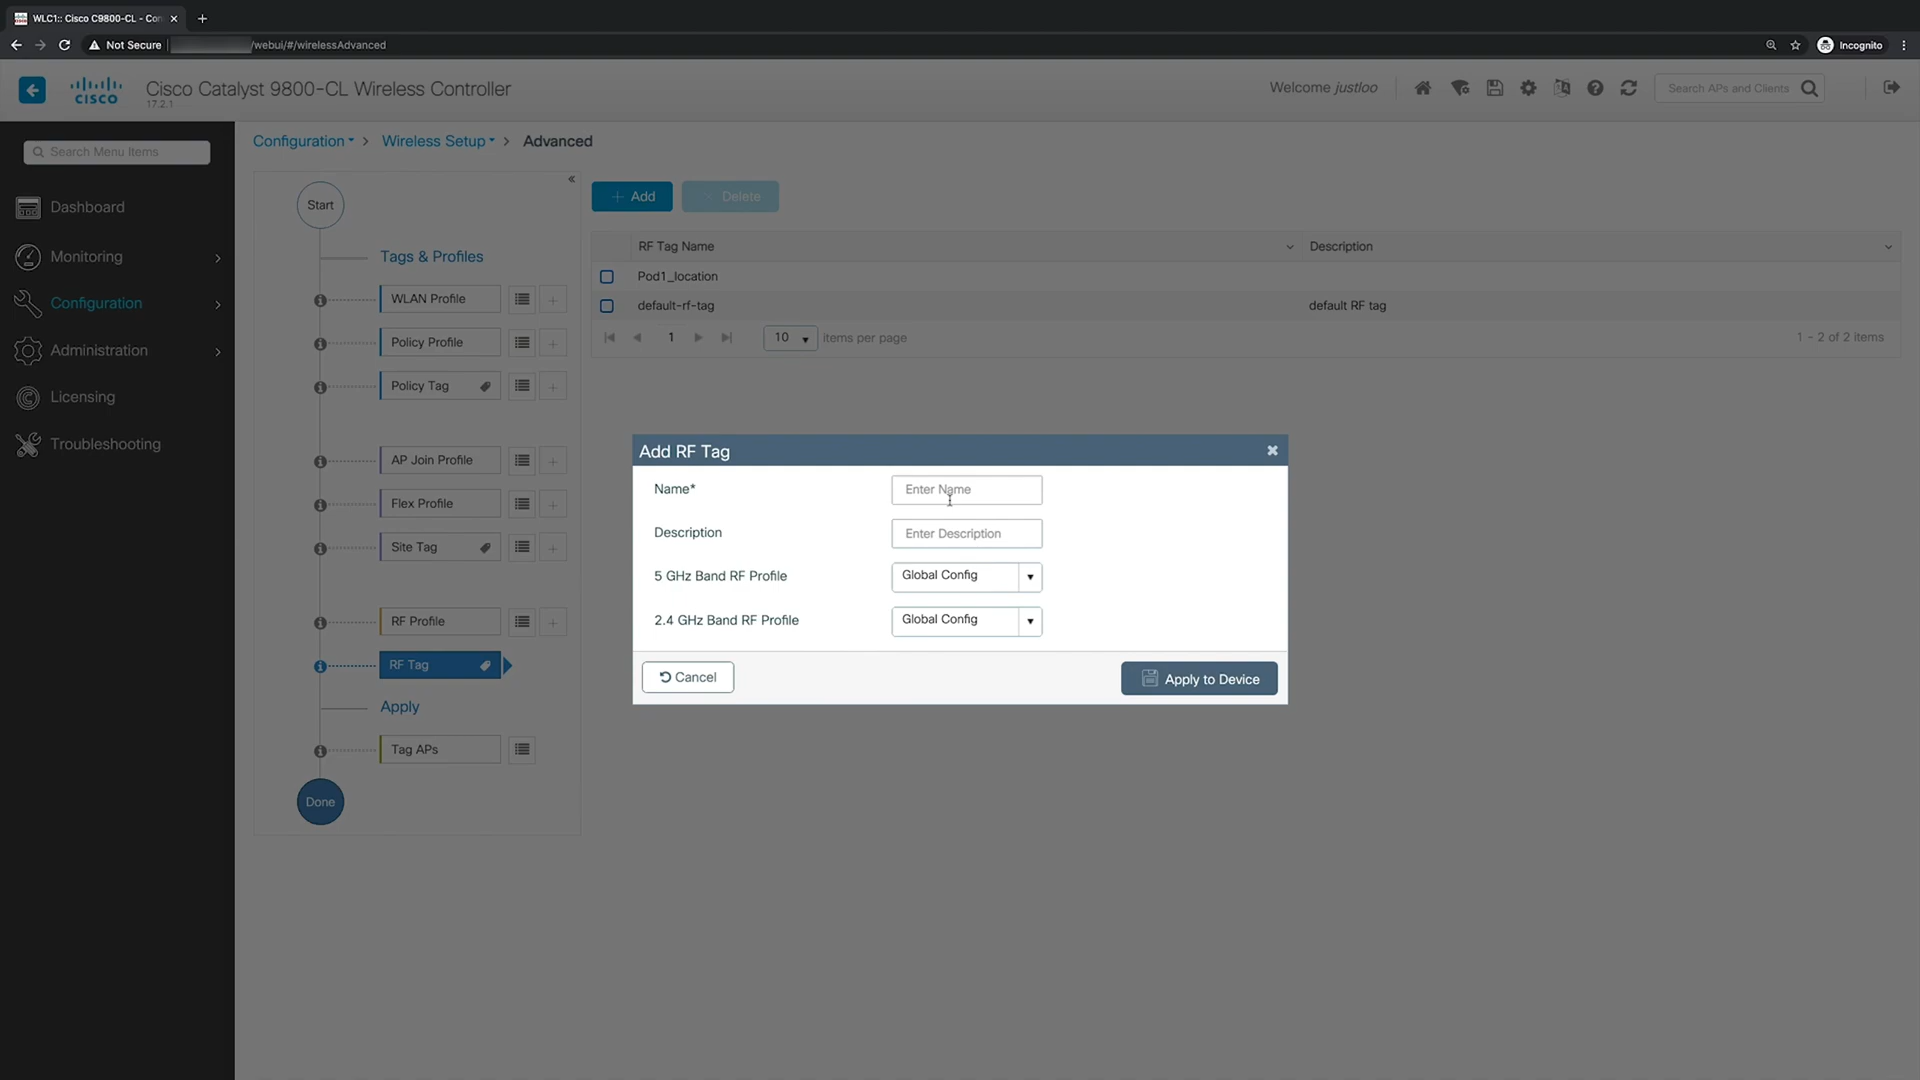 WLC1:: Cisco C9800-CL - Con
Not Secure
/webui/#/wirelessAdvanced
Incognito
CISCO
Cisco Catalyst 9800-CL Wireless Controller
17.2.1
Welcome justloo
Search APs and Clients
Search Menu Items
Dashboard
Monitoring
Configuration
Administration
Licensing
Troubleshooting
Configuration > Wireless Setup > Advanced
Start
Tags & Profiles
WLAN Profile
Policy Profile
Policy Tag
AP Join Profile
Flex Profile
Site Tag
RF Profile
RF Tag
Apply
Tag APs
Done
+ Add
× Delete
RF Tag Name
Description
Pod1_location
default-rf-tag
default RF tag
1
10
items per page
1 - 2 of 2 items
Add RF Tag
Name*
Enter Name
Description
Enter Description
5 GHz Band RF Profile
Global Config
2.4 GHz Band RF Profile
Global Config
Cancel
Apply to Device